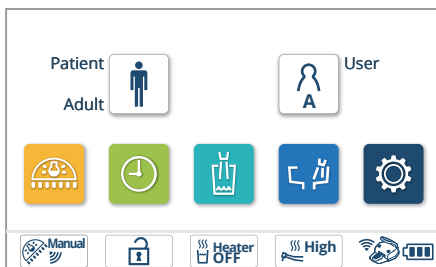 Patient
User
Adult
A
Manual
Heater
OFF
High